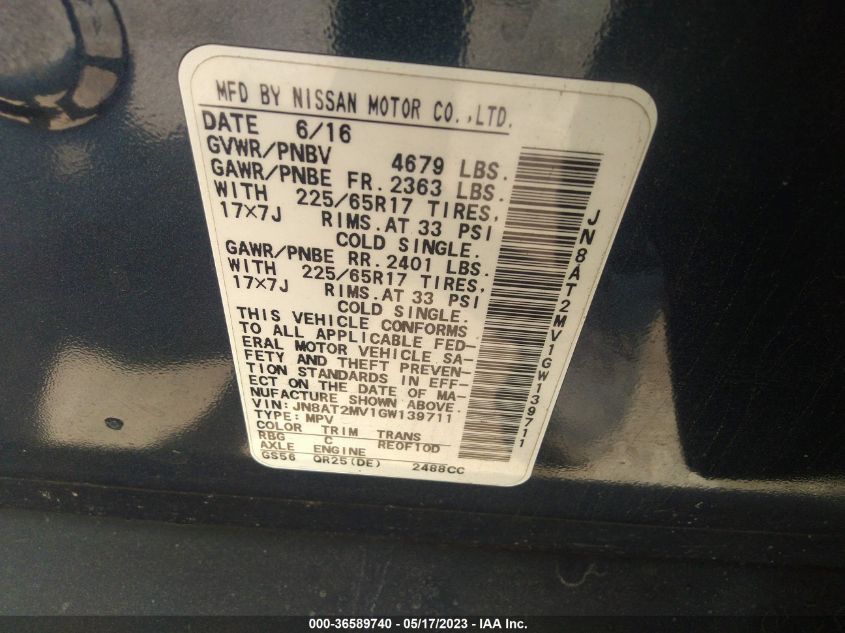 MFD BY NISSAN MOTOR CO.,LTD.
DATE 6/16
GVWR/PNBV 4679 LBS.
GAWR/PNBE FR. 2363 LBS.
WITH 225/65R17 TIRES,
17×7J RIMS.AT 33 PSI
COLD SINGLE.
GAWR/PNBE RR. 2401 LBS.
WITH 225/65R17 TIRES,
17×7J RIMS.AT 33 PSI
COLD SINGLE.
THIS VEHICLE CONFORMS
TO ALL APPLICABLE FED-
ERAL MOTOR VEHICLE SA-
FETY AND THEFT PREVEN-
TION STANDARDS IN EFF-
ECT ON THE DATE OF MA-
NUFACTURE SHOWN ABOVE.
VIN: JN8AT2MV1GW139711
TYPE: MPV
COLOR TRIM TRANS
RBG C RE0F10D
AXLE ENGINE
GS56 QR25(DE) 2488CC
JN8AT2MV1GW139711
000-36589740 - 05/17/2023 - IAA Inc.